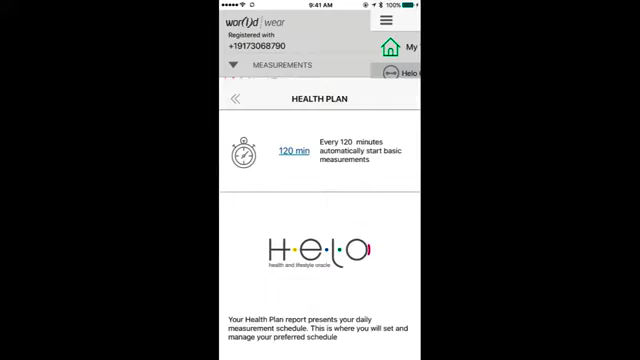 9:41 AM
100%
wor(l)d | wear
Registered with
+19173068790
My
MEASUREMENTS
Helo
HEALTH PLAN
120 min
Every 120 minutes
automatically start basic
measurements
Helo
health and lifestyle oracle
Your Health Plan report presents your daily
measurement schedule. This is where you will set and
manage your preferred schedule